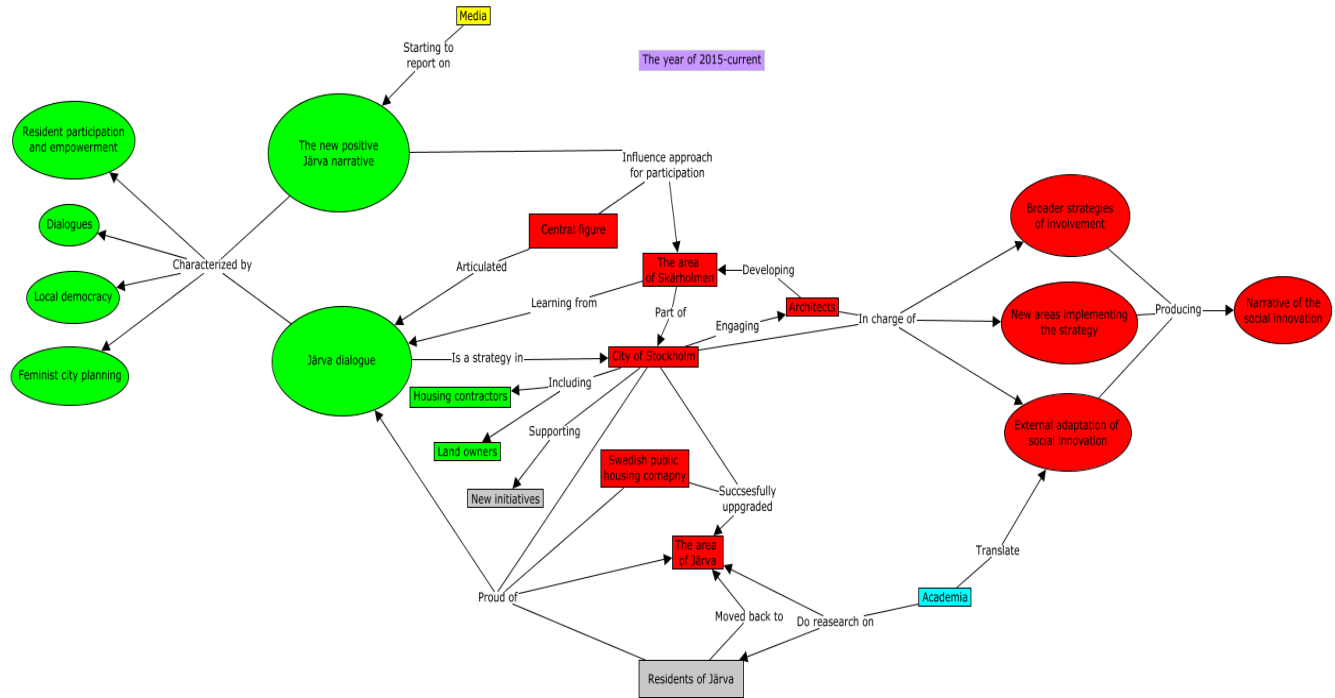 Media
Starting to
report on
The year of 2015-current
Resident participation
and empowerment
The new positive
Järva narrative
Influence approach
for participation
Broader strategies
of involvement
Dialogues
Central figure
Characterized by
Articulated
The area
of Skärholmen
Developing
Local democracy
Learning from
Part of
Architects
In charge of
New areas implementing
the strategy
Producing
Narrative of the
social innovation
Engaging
Feminist city planning
Järva dialogue
Is a strategy in
City of Stockholm
Including
Housing contractors
Supporting
Land owners
External adaptation of
social innovation
Swedish public
housing comapny
New initiatives
Succsesfully
uppgraded
The area
of Järva
Translate
Proud of
Academia
Moved back to
Do reasearch on
Residents of Järva